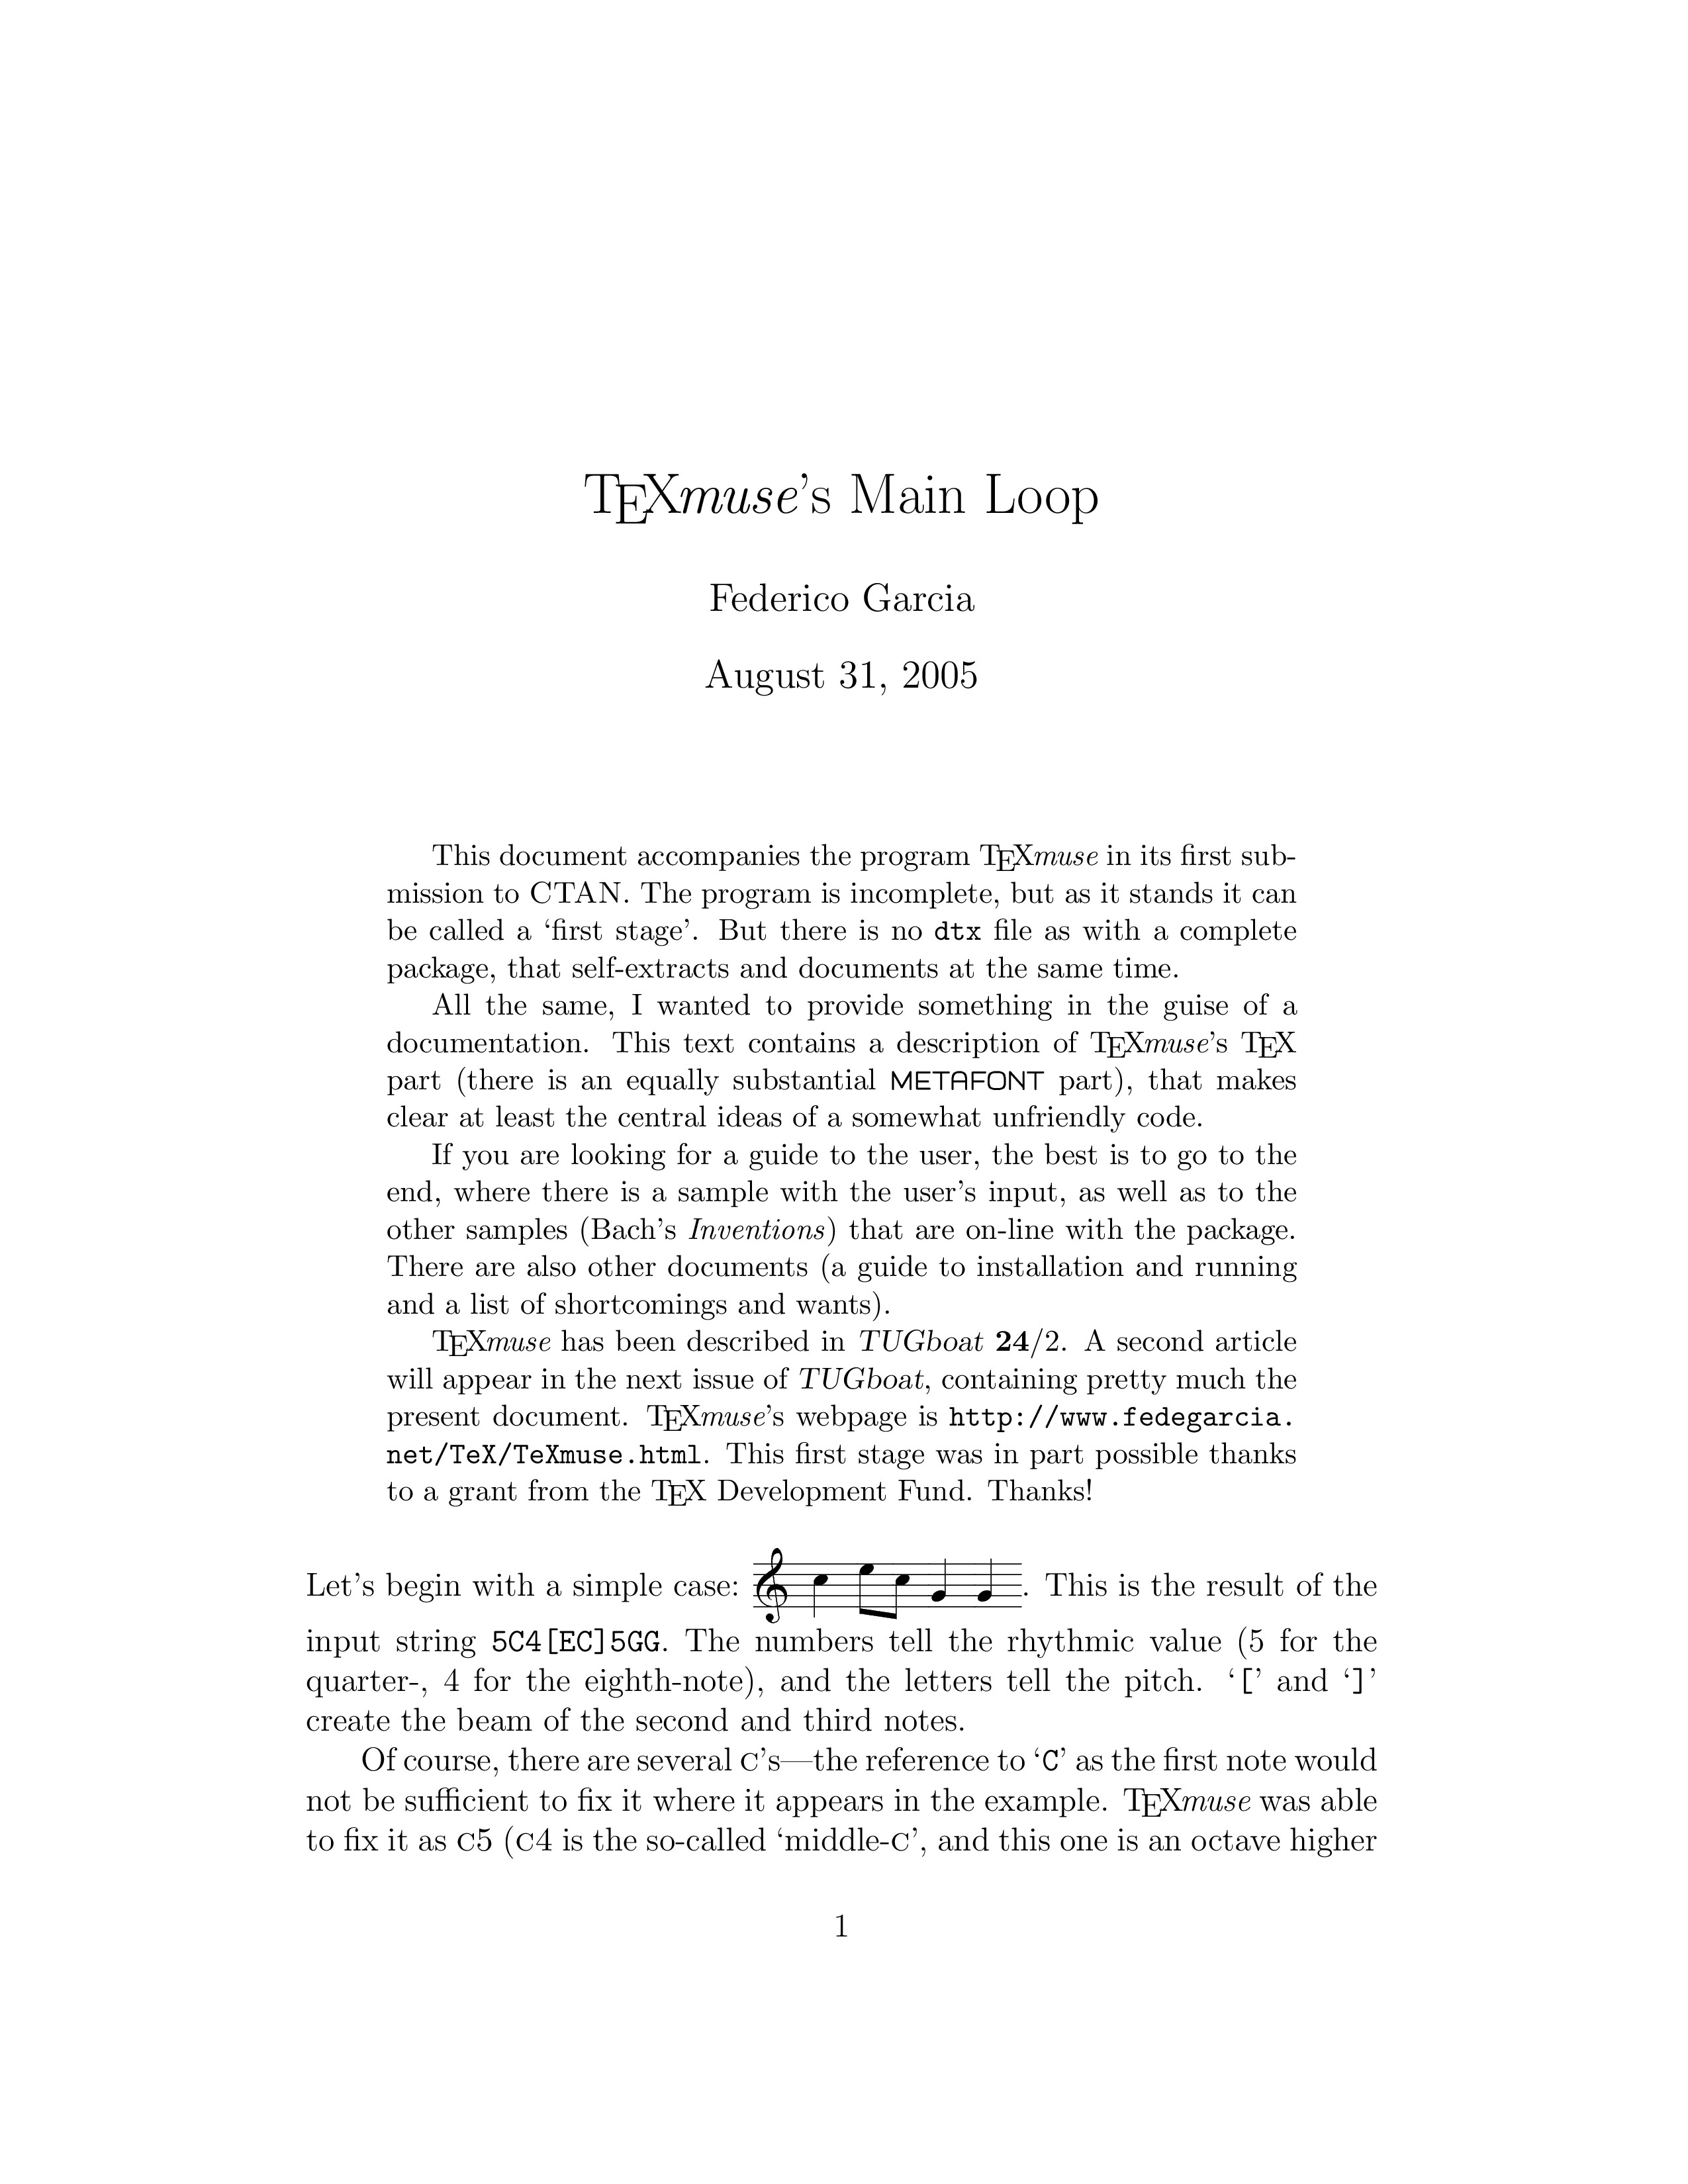 TEXmuse's Main Loop
Federico Garcia
August 31, 2005
This document accompanies the program TEXmuse in its first sub-
mission to CTAN. The program is incomplete, but as it stands it can
be called a ‘first stage’. But there is no dtx file as with a complete
package, that self-extracts and documents at the same time.
All the same, I wanted to provide something in the guise of a
documentation. This text contains a description of TEXmuse’s TEX
part (there is an equally substantial METAFONT part), that makes
clear at least the central ideas of a somewhat unfriendly code.
If you are looking for a guide to the user, the best is to go to the
end, where there is a sample with the user’s input, as well as to the
other samples (Bach’s Inventions) that are on-line with the package.
There are also other documents (a guide to installation and running
and a list of shortcomings and wants).
TEXmuse has been described in TUGboat 24/2. A second article
will appear in the next issue of TUGboat, containing pretty much the
present document. TEXmuse’s webpage is http://www.fedegarcia.
net/TeX/TeXmuse.html. This first stage was in part possible thanks
to a grant from the TEX Development Fund. Thanks!
Let’s begin with a simple case: . This is the result of the
input string 5C4[EC]5GG. The numbers tell the rhythmic value (5 for the
quarter-, 4 for the eighth-note), and the letters tell the pitch. ‘[’ and ‘]’
create the beam of the second and third notes.
Of course, there are several C’s—the reference to ‘C’ as the first note would
not be sufficient to fix it where it appears in the example. TEXmuse was able
to fix it as C5 (C4 is the so-called ‘middle-C’, and this one is an octave higher
1